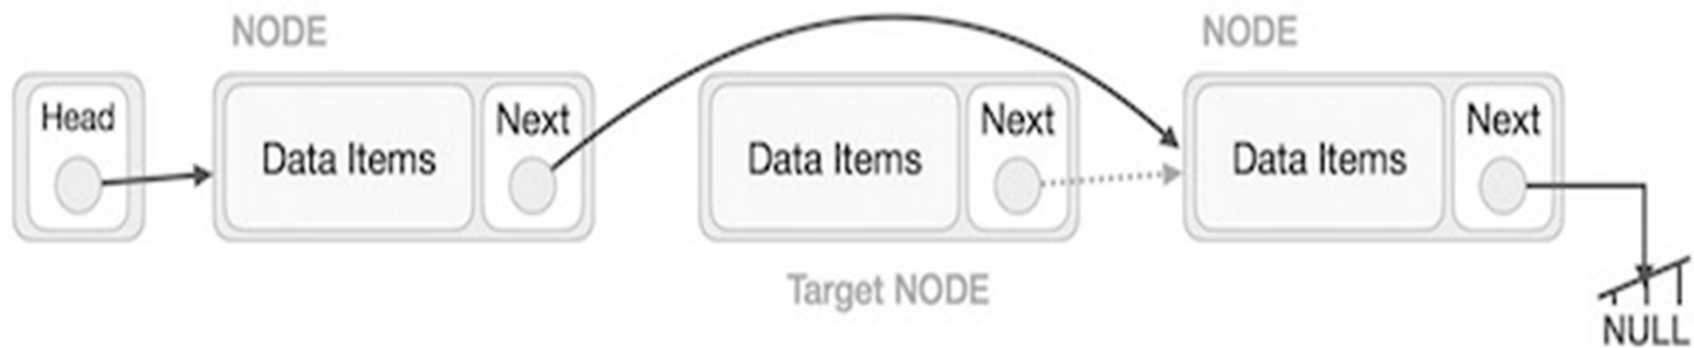 NODE
NODE
Head
Data Items
Next
Data Items
Next
Data Items
Next
Target NODE
NULL